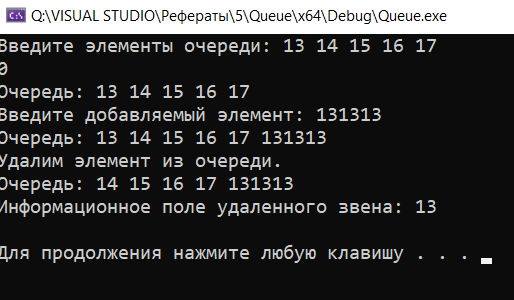 Q:\VISUAL STUDIO\Рефераты\5\Queue\x64\Debug\Queue.exe
Введите элементы очереди: 13 14 15 16 17
0
Очередь: 13 14 15 16 17
Введите добавляемый элемент: 131313
Очередь: 13 14 15 16 17 131313
Удалим элемент из очереди.
Очередь: 14 15 16 17 131313
Информационное поле удаленного звена: 13
Для продолжения нажмите любую клавишу . . .